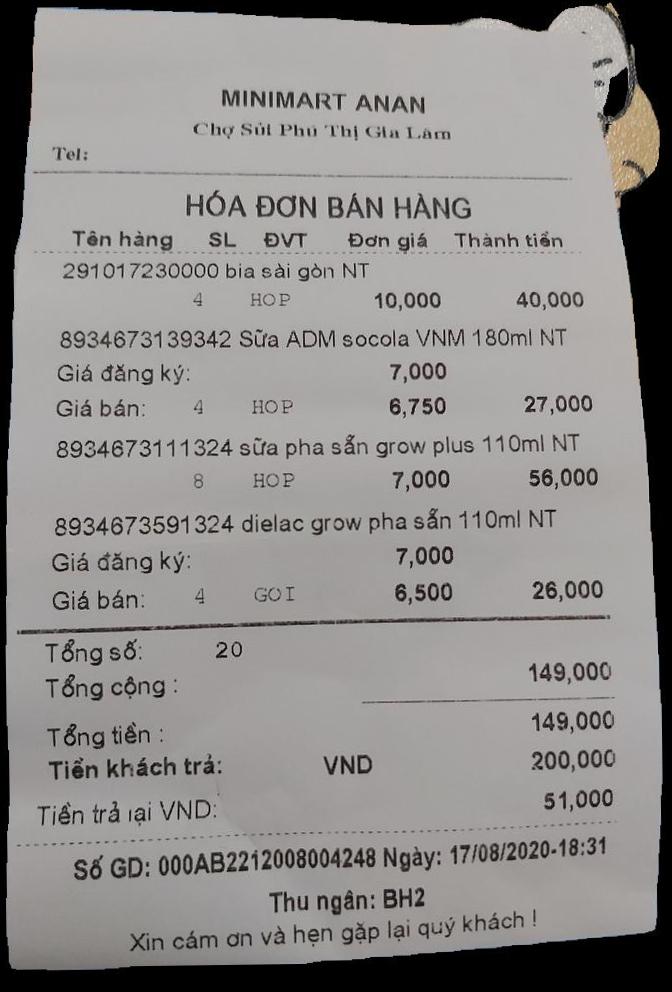 MINIMART ANAN
Chợ Sủi Phú Thị Gia Lâm
Tel:
HÓA ĐƠN BÁN HÀNG
Tên hàng SL ĐVT Đơn giá Thành tiền
291017230000 bia sài gòn NT
4 HOP 10,000 40,000
8934673139342 Sữa ADM socola VNM 180ml NT
Giá đăng ký: 7,000
Giá bán: 4 HOP 6,750 27,000
8934673111324 sữa pha sẵn grow plus 110ml NT
8 HOP 7,000 56,000
8934673591324 dielac grow pha sẵn 110ml NT
Giá đăng ký: 7,000
Giá bán: 4 GOI 6,500 26,000
Tổng số: 20
Tổng cộng : 149,000
Tổng tiền : 149,000
Tiền khách trả: VND 200,000
Tiền trả lại VND: 51,000
Số GD: 000AB2212008004248 Ngày: 17/08/2020-18:31
Thu ngân: BH2
Xin cám ơn và hẹn gặp lại quý khách !